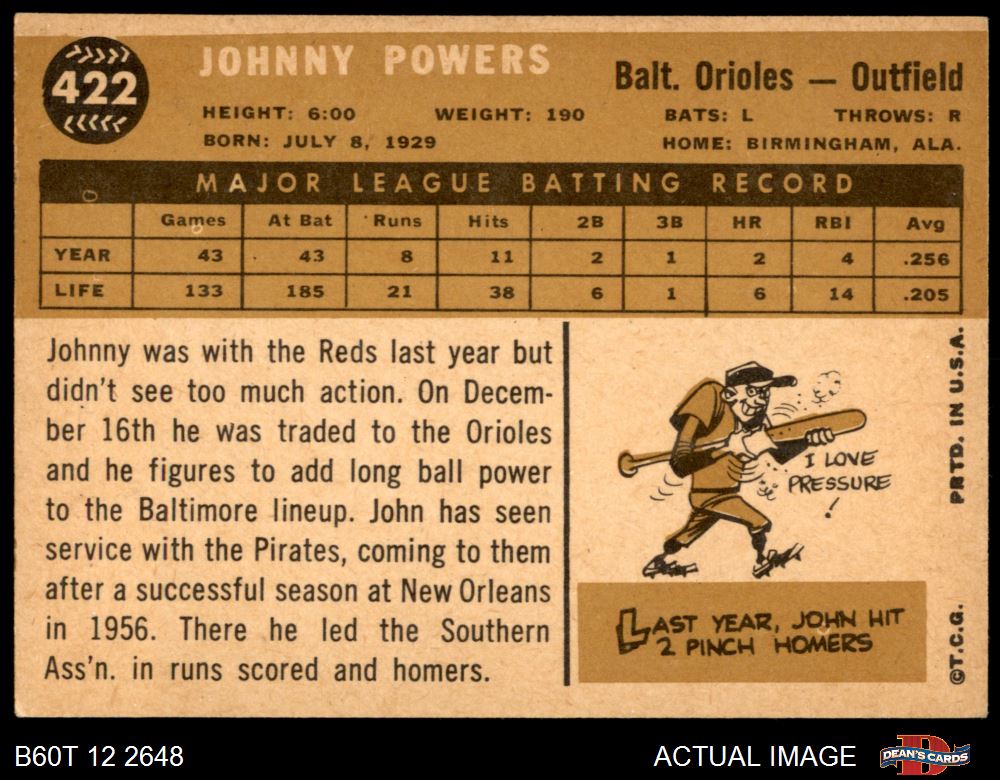 422
JOHNNY POWERS
Balt. Orioles — Outfield
HEIGHT: 6:00 WEIGHT: 190 BATS: L THROWS: R
BORN: JULY 8, 1929 HOME: BIRMINGHAM, ALA.
MAJOR LEAGUE BATTING RECORD
Games At Bat Runs Hits 2B 3B HR RBI Avg
YEAR 43 43 8 11 2 1 2 4 .256
LIFE 133 185 21 38 6 1 6 14 .205
Johnny was with the Reds last year but
didn't see too much action. On Decem-
ber 16th he was traded to the Orioles
and he figures to add long ball power
to the Baltimore lineup. John has seen
service with the Pirates, coming to them
after a successful season at New Orleans
in 1956. There he led the Southern
Ass'n. in runs scored and homers.
I LOVE
PRESSURE
!
LAST YEAR, JOHN HIT
2 PINCH HOMERS
©T.C.G. PRTD. IN U.S.A.
B60T 12 2648 ACTUAL IMAGE DEAN'S CARDS